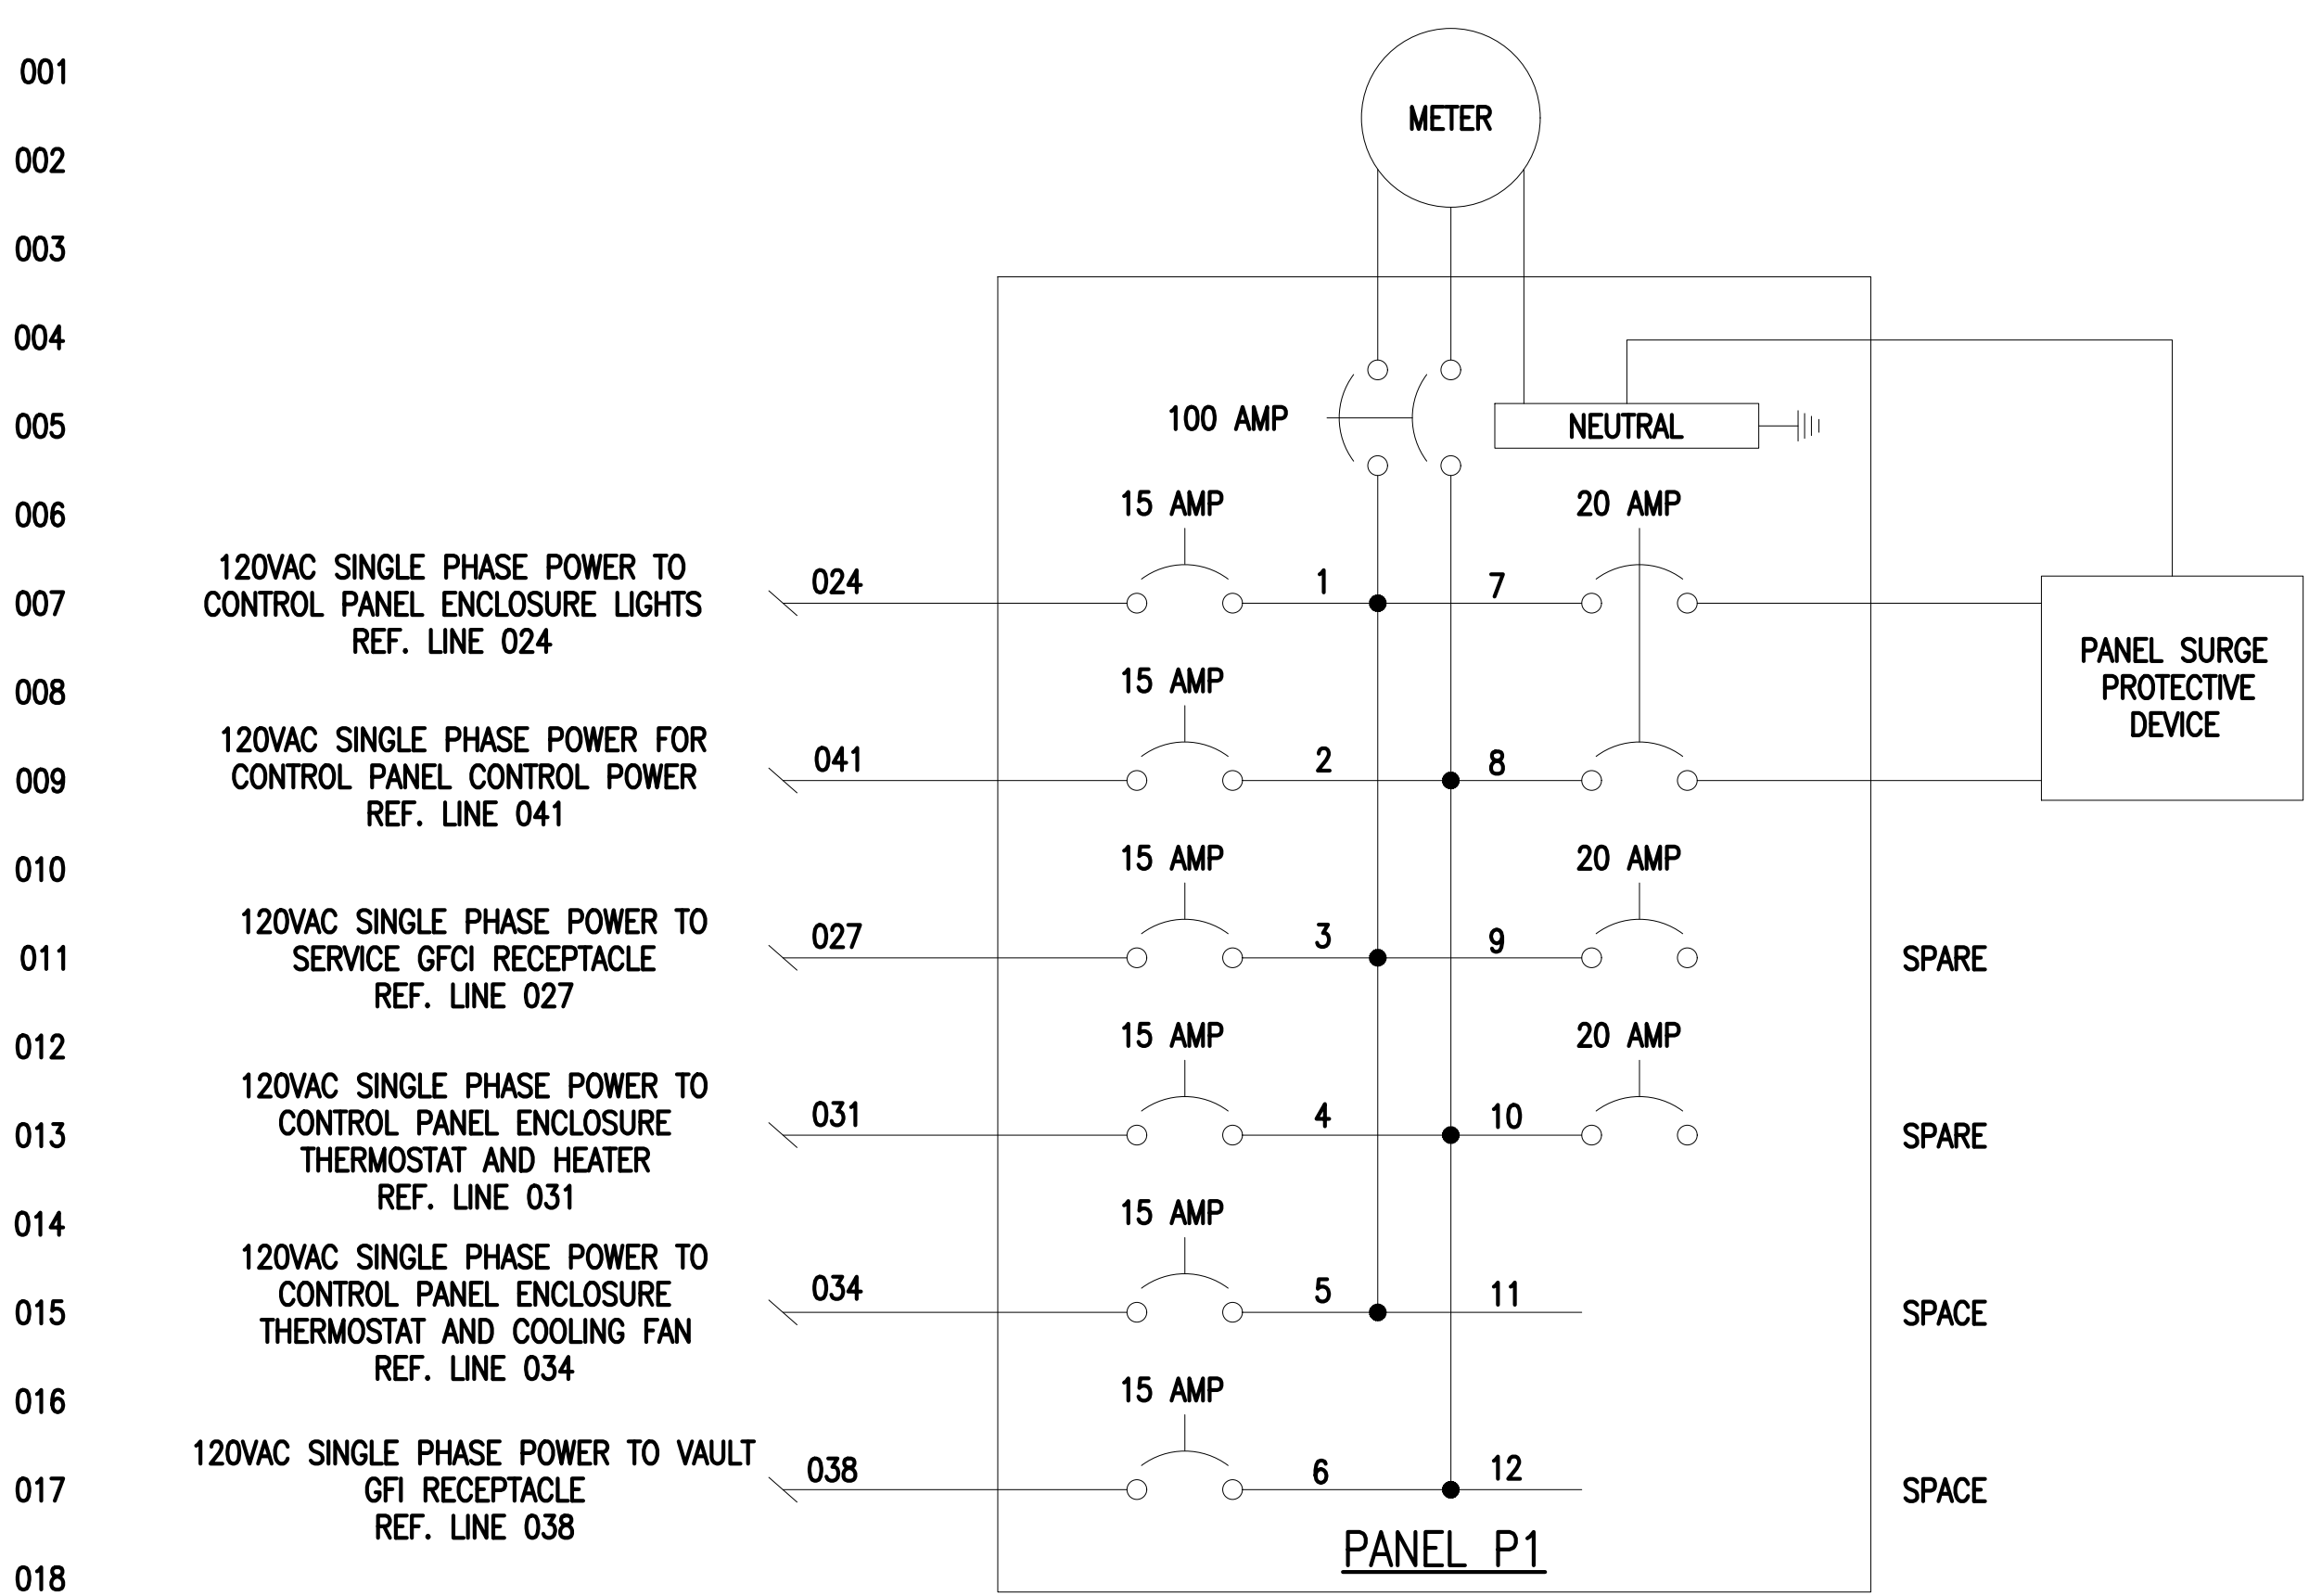 001
METER
002
003
004
005
100 AMP
NEUTRAL
006
15 AMP
20 AMP
120VAC SINGLE PHASE POWER TO
CONTROL PANEL ENCLOSURE LIGHTS
REF. LINE 024
007
024
1
7
PANEL SURGE
PROTECTIVE
DEVICE
008
15 AMP
120VAC SINGLE PHASE POWER FOR
CONTROL PANEL CONTROL POWER
REF. LINE 041
009
041
2
8
010
15 AMP
20 AMP
120VAC SINGLE PHASE POWER TO
SERVICE GFCI RECEPTACLE
REF. LINE 027
011
027
3
9
SPARE
012
15 AMP
20 AMP
120VAC SINGLE PHASE POWER TO
CONTROL PANEL ENCLOSURE
THERMOSTAT AND HEATER
REF. LINE 031
013
031
4
10
SPARE
014
15 AMP
120VAC SINGLE PHASE POWER TO
CONTROL PANEL ENCLOSURE
THERMOSTAT AND COOLING FAN
REF. LINE 034
015
034
5
11
SPACE
016
15 AMP
120VAC SINGLE PHASE POWER TO VAULT
GFI RECEPTACLE
REF. LINE 038
017
038
6
12
SPACE
PANEL P1
018